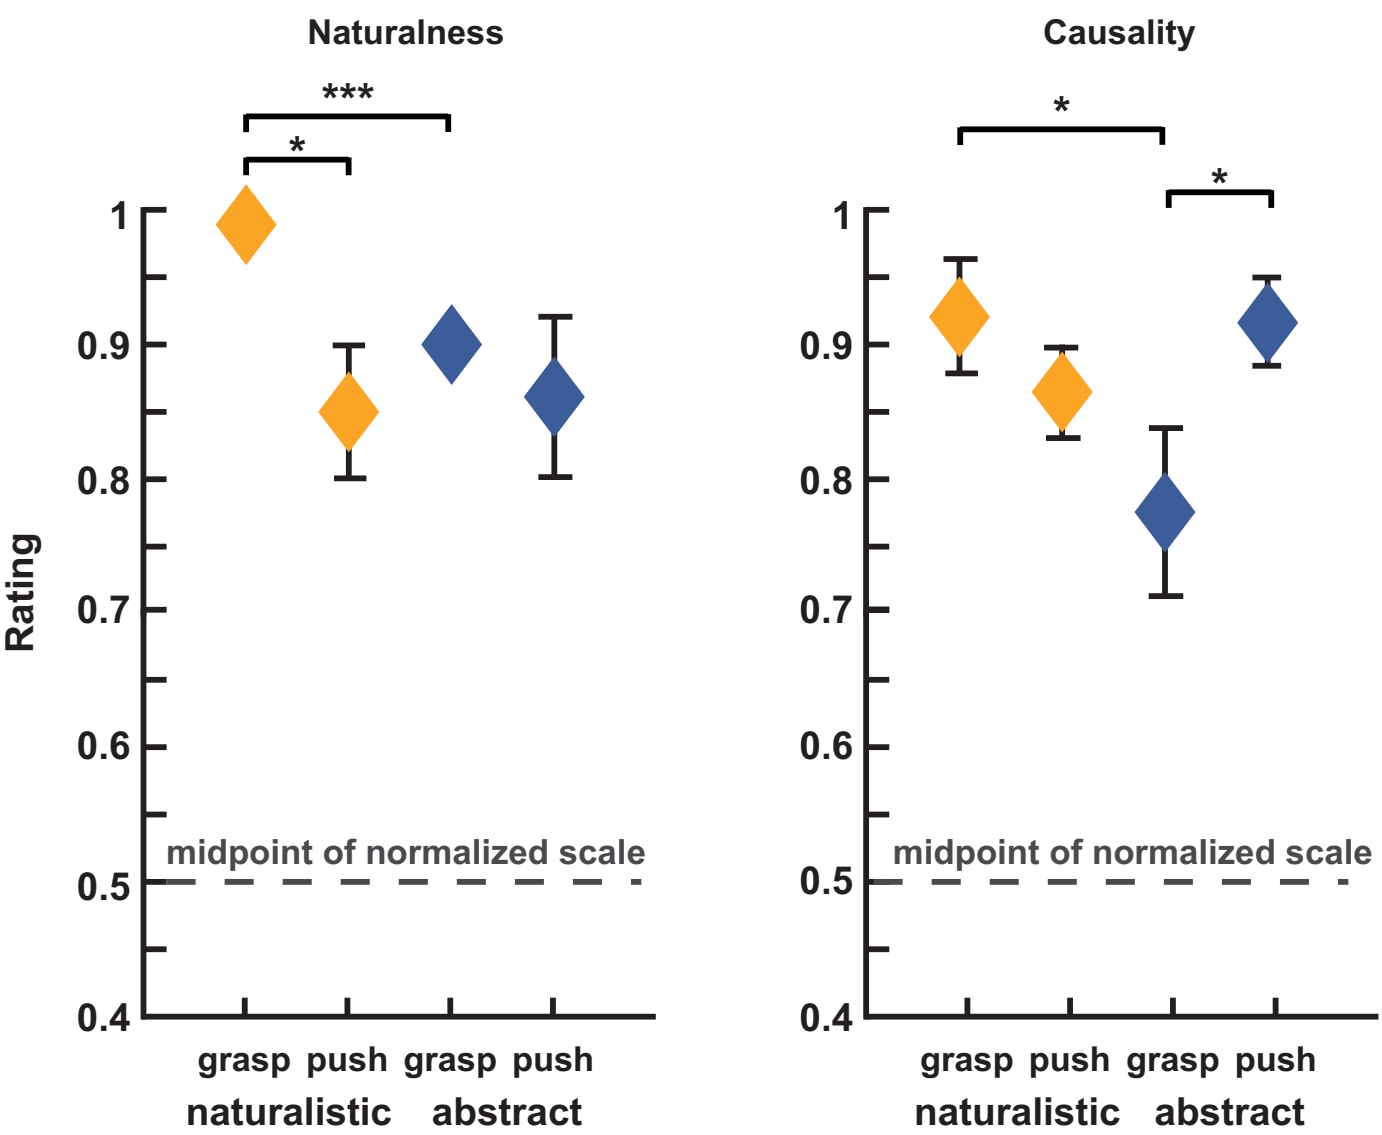 Naturalness
***
*
1
0.9
0.8
0.7
0.6
0.5
0.4
Rating
midpoint of normalized scale
grasp push grasp push
naturalistic abstract
Causality
*
*
1
0.9
0.8
0.7
0.6
0.5
0.4
midpoint of normalized scale
grasp push grasp push
naturalistic abstract